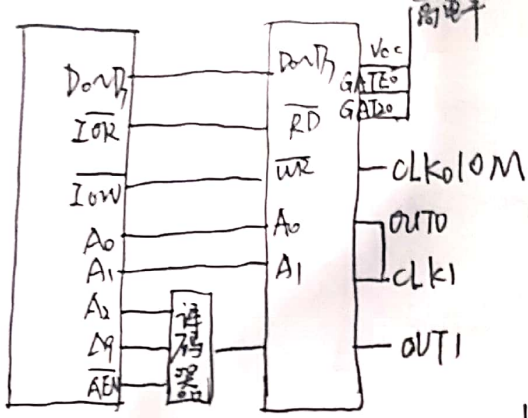 高电平
Vcc
D0~D7
D0~D7
GATE0
GAT20
IOR
RD
IOW
WR
CLK0 10M
A0
A0
OUT0
A1
A1
CLK1
A2
译码器
A9
OUT1
AEN